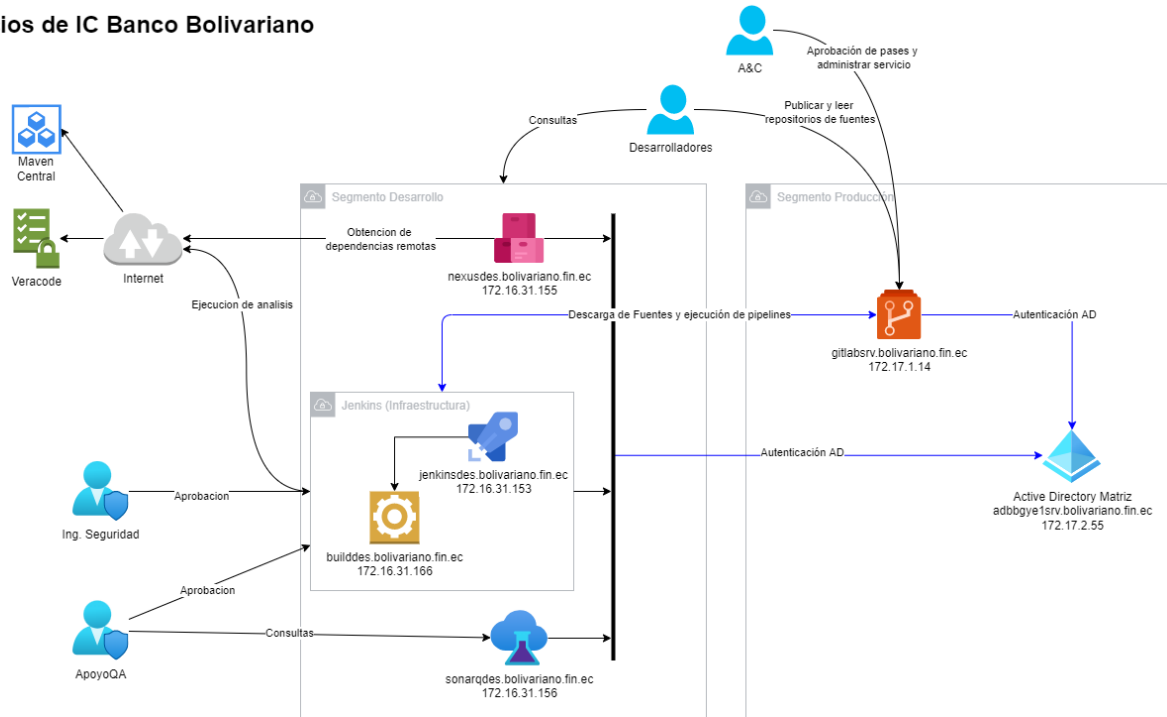 ios de IC Banco Bolivariano
A&C
Aprobación de pases y
administrar servicio
Desarrolladores
Consultas
Publicar y leer
repositorios de fuentes
Maven
Central
Veracode
Internet
Segmento Desarrollo
Segmento Producción
Obtencion de
dependencias remotas
nexusdes.bolivariano.fin.ec
172.16.31.155
Ejecucion de analisis
Descarga de Fuentes y ejecución de pipelines
gitlabsrv.bolivariano.fin.ec
172.17.1.14
Autenticación AD
Jenkins (Infraestructura)
jenkinsdes.bolivariano.fin.ec
172.16.31.153
Autenticación AD
Active Directory Matriz
adbbgye1srv.bolivariano.fin.ec
172.17.2.55
Ing. Seguridad
Aprobacion
builddes.bolivariano.fin.ec
172.16.31.166
Aprobacion
ApoyoQA
Consultas
sonarqdes.bolivariano.fin.ec
172.16.31.156